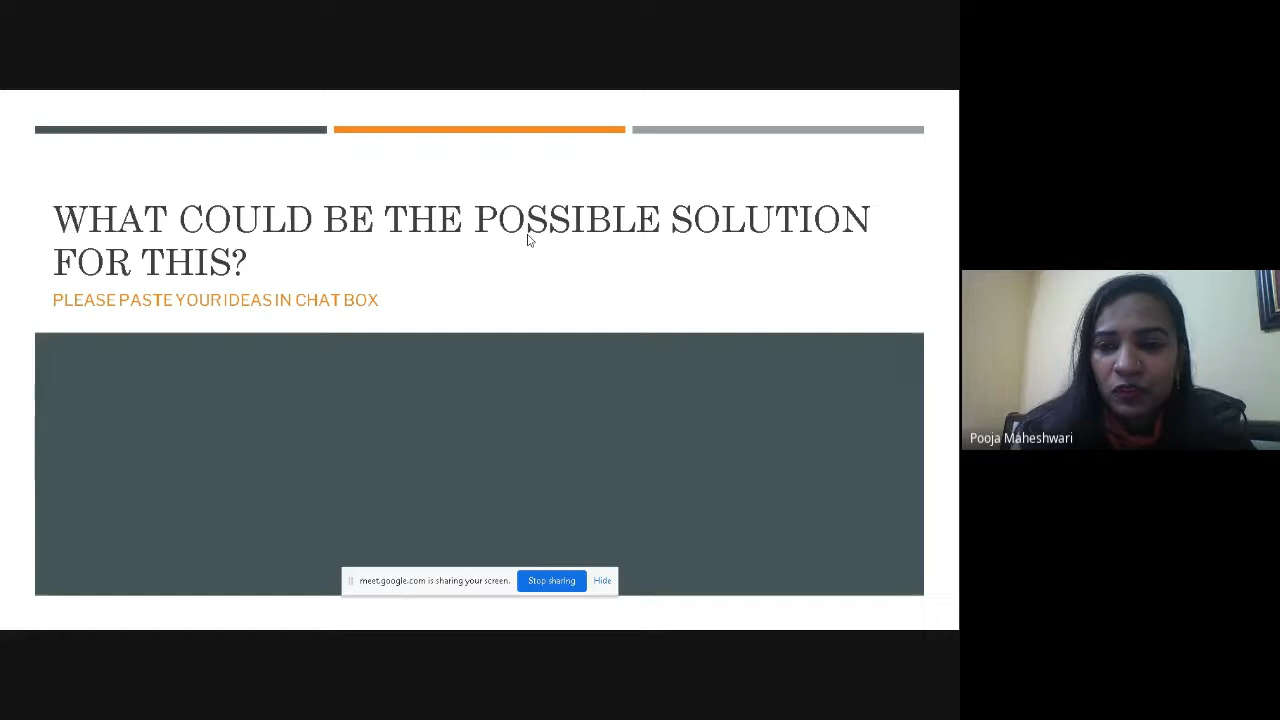 WHAT COULD BE THE POSSIBLE SOLUTION
FOR THIS?
PLEASE PASTE YOUR IDEAS IN CHAT BOX
meet.google.com is sharing your screen. Stop sharing Hide
Pooja Maheshwari